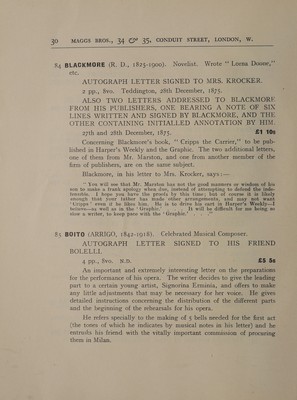 30 MAGGS BROS., 34 & 35, CONDUIT STREET, LONDON, W.
84 BLACKMORE (R. D., 1825-1900). Novelist. Wrote "Lorna Doone,"
etc.
AUTOGRAPH LETTER SIGNED TO MRS. KROCKER.
2 pp., 8vo. Teddington, 28th December, 1875.
ALSO TWO LETTERS ADDRESSED TO BLACKMORE
FROM HIS PUBLISHERS, ONE BEARING A NOTE OF SIX
LINES WRITTEN AND SIGNED BY BLACKMORE, AND THE
OTHER CONTAINING INITIALLED ANNOTATION BY HIM.
27th and 28th December, 1875. £1 10s
Concerning Blackmore's book, "Cripps the Carrier," to be pub-
lished in Harper's Weekly and the Graphic. The two additional letters,
one of them from Mr. Marston, and one from another member of the
firm of publishers, are on the same subject.
Blackmore, in his letter to Mrs. Krocker, says:—
"You will see that Mr. Marston has not the good manners or wisdom of his
son to make a frank apology when due, instead of attempting to defend the inde-
fensible. I hope you have the proofs by this time; but of course it is likely
enough that your father has made other arrangements, and may not want
'Cripps' even if he likes him. He is to drive his cart in Harper's Weekly—I
believe—as well as in the 'Graphic.' . . . It will be difficult for me being so
slow a writer, to keep pace with the 'Graphic.'
85 BOITO (ARRIGO, 1842-1918). Celebrated Musical Composer.
AUTOGRAPH LETTER SIGNED TO HIS FRIEND
BOLELLI.
4 pp., 8vo. N.D. £5 5s
An important and extremely interesting letter on the preparations
for the performance of his opera. The writer decides to give the leading
part to a certain young artist, Signorina Erminia, and offers to make
any little adjustments that may be necessary for her voice. He gives
detailed instructions concerning the distribution of the different parts
and the beginning of the rehearsals for his opera.
He refers specially to the making of 5 bells needed for the first act
(the tones of which he indicates by musical notes in his letter) and he
entrusts his friend with the vitally important commission of procuring
them in Milan.